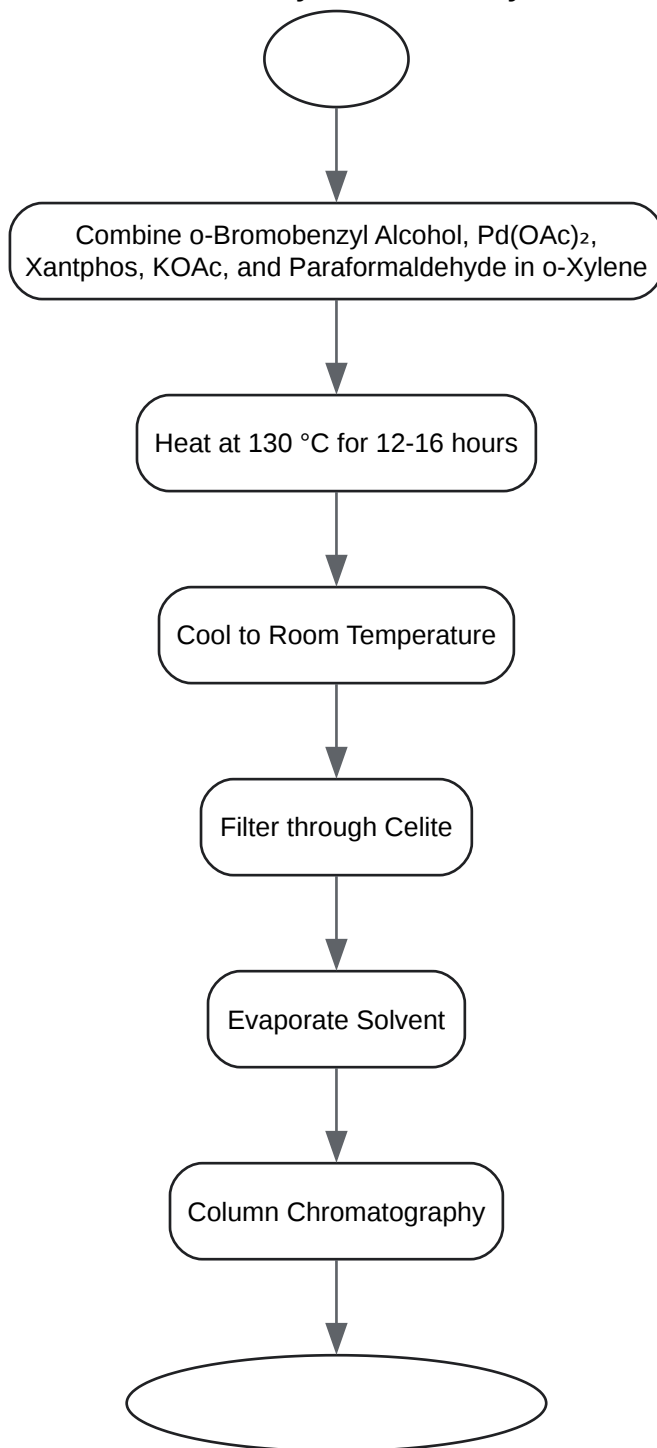 Combine o-Bromobenzyl Alcohol, Pd(OAc)₂,
Xantphos, KOAc, and Paraformaldehyde in o-Xylene
Heat at 130 °C for 12-16 hours
Cool to Room Temperature
Filter through Celite
Evaporate Solvent
Column Chromatography